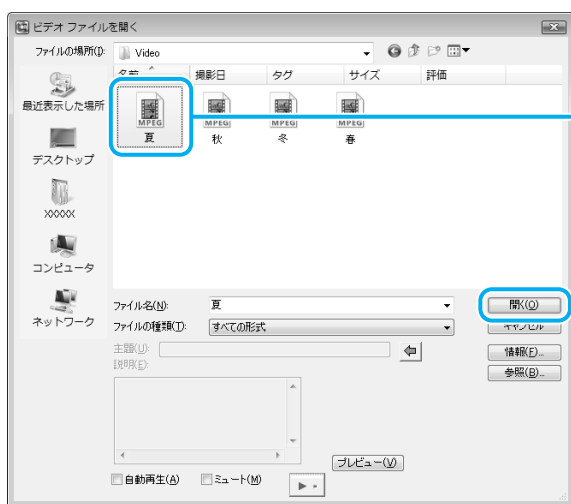 ビデオ ファイルを開く
ファイルの場所(I):
Video
名前 撮影日 タグ サイズ 評価
最近表示した場所
デスクトップ
XXXXX
コンピュータ
ネットワーク
MPEG MPEG MPEG MPEG
夏 秋 冬 春
ファイル名(N): 夏 開く(O)
ファイルの種類(T): すべての形式 キャンセル
主題(U): 情報(F)...
説明(E): 参照(B)...
プレビュー(V)
自動再生(A) ミュート(M)